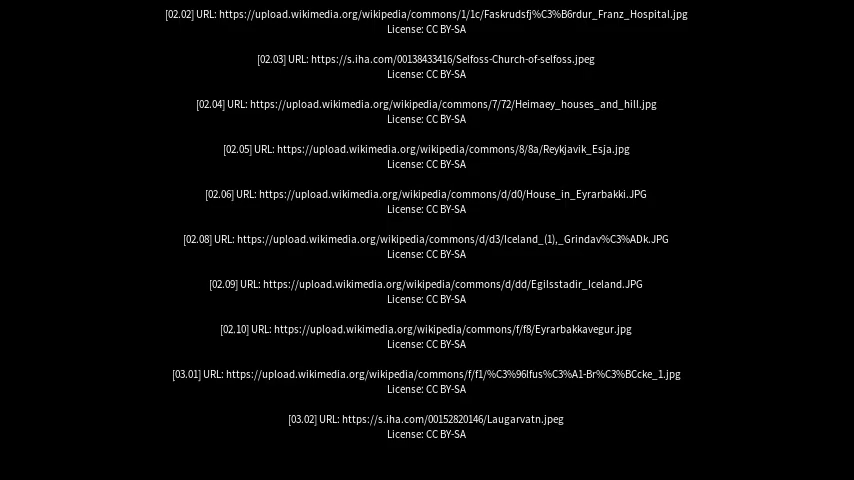 [02.02] URL: https://upload.wikimedia.org/wikipedia/commons/1/1c/Faskrudsfj%C3%B6rdur_Franz_Hospital.jpg
License: CC BY-SA
[02.03] URL: https://s.iha.com/00138433416/Selfoss-Church-of-selfoss.jpeg
License: CC BY-SA
[02.04] URL: https://upload.wikimedia.org/wikipedia/commons/7/72/Heimaey_houses_and_hill.jpg
License: CC BY-SA
[02.05] URL: https://upload.wikimedia.org/wikipedia/commons/8/8a/Reykjavik_Esja.jpg
License: CC BY-SA
[02.06] URL: https://upload.wikimedia.org/wikipedia/commons/d/d0/House_in_Eyrarbakki.JPG
License: CC BY-SA
[02.08] URL: https://upload.wikimedia.org/wikipedia/commons/d/d3/Iceland_(1),_Grindav%C3%ADk.JPG
License: CC BY-SA
[02.09] URL: https://upload.wikimedia.org/wikipedia/commons/d/dd/Egilsstadir_Iceland.JPG
License: CC BY-SA
[02.10] URL: https://upload.wikimedia.org/wikipedia/commons/f/f8/Eyrarbakkavegur.jpg
License: CC BY-SA
[03.01] URL: https://upload.wikimedia.org/wikipedia/commons/f/f1/%C3%96lfus%C3%A1-Br%C3%BCcke_1.jpg
License: CC BY-SA
[03.02] URL: https://s.iha.com/00152820146/Laugarvatn.jpeg
License: CC BY-SA